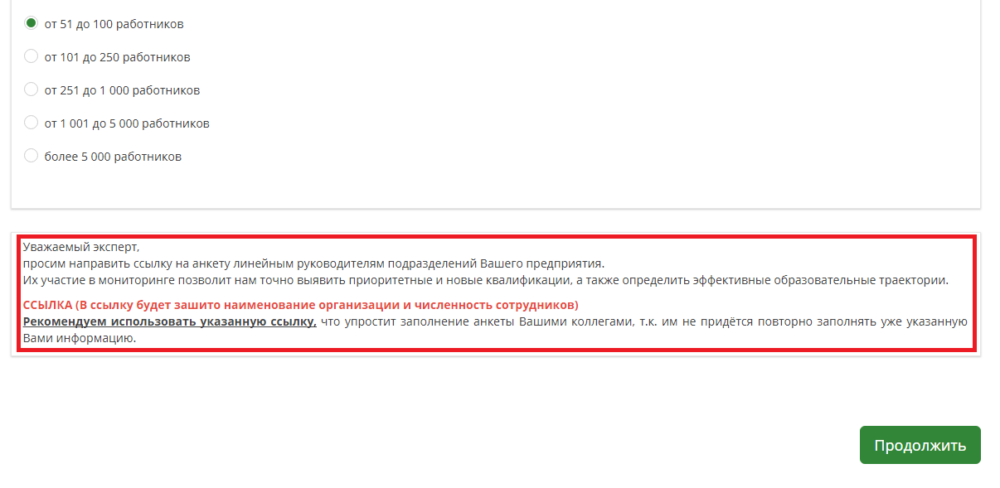 от 51 до 100 работников
от 101 до 250 работников
от 251 до 1 000 работников
от 1 001 до 5 000 работников
более 5 000 работников
Уважаемый эксперт,
просим направить ссылку на анкету линейным руководителям подразделений Вашего предприятия.
Их участие в мониторинге позволит нам точно выявить приоритетные и новые квалификации, а также определить эффективные образовательные траектории.
ССЫЛКА (В ссылку будет зашито наименование организации и численность сотрудников)
Рекомендуем использовать указанную ссылку, что упростит заполнение анкеты Вашими коллегами, т.к. им не придётся повторно заполнять уже указанную
Вами информацию.
Продолжить